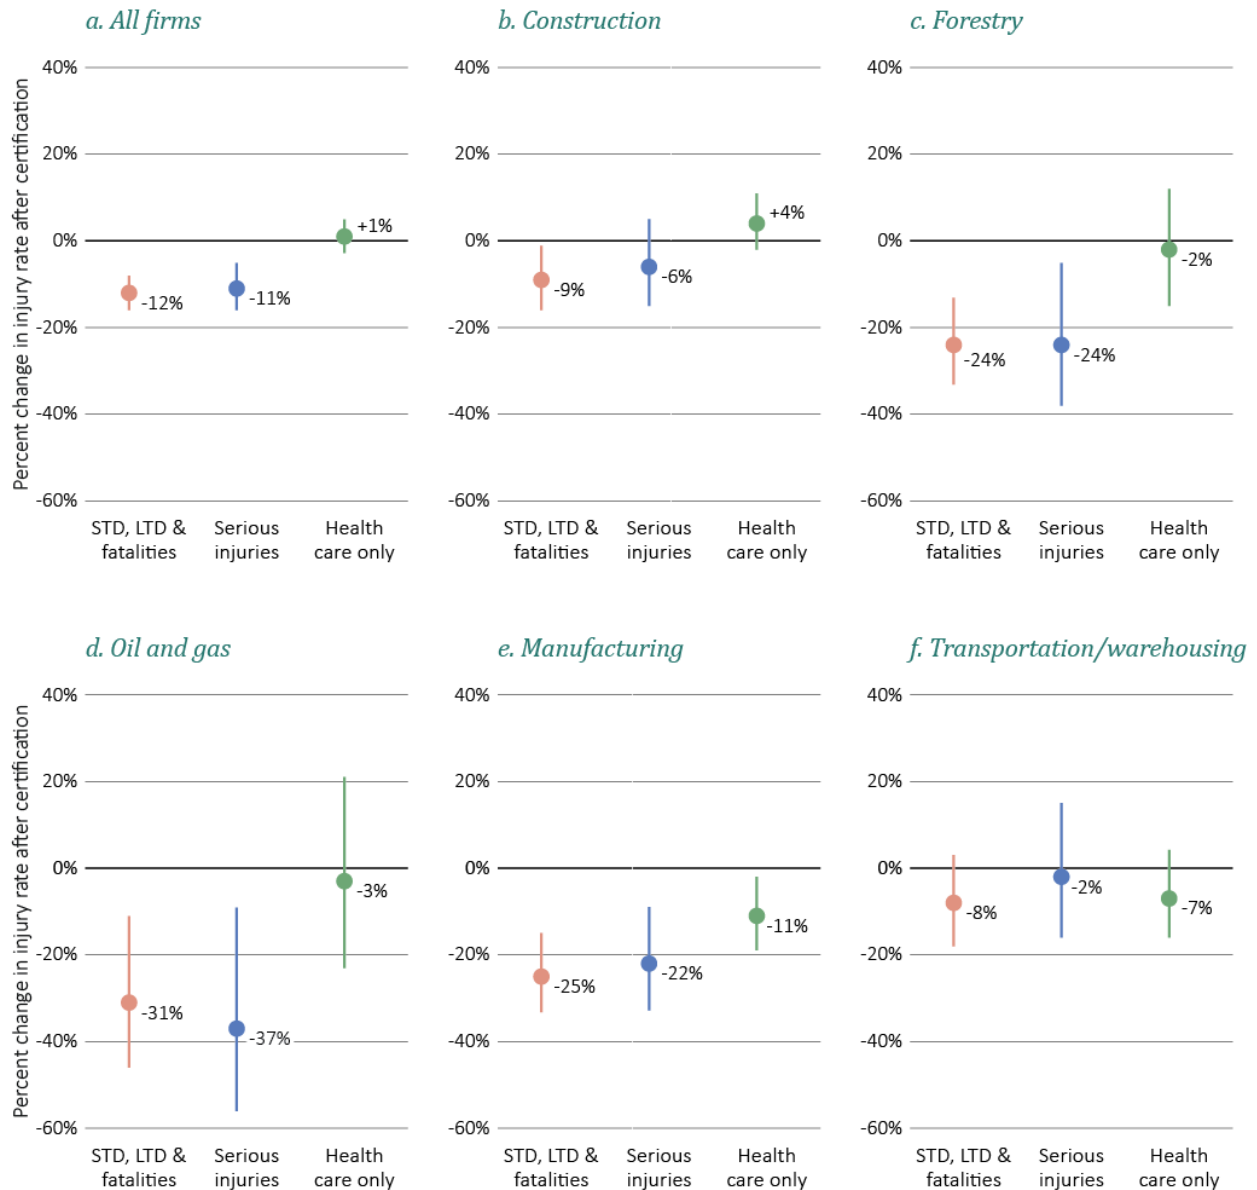 a. All firms
b. Construction
c. Forestry
Percent change in injury rate after certification
40%
20%
0%
-20%
-40%
-60%
+1%
-12%
-11%
STD, LTD &
fatalities
Serious
injuries
Health
care only
40%
20%
0%
-20%
-40%
-60%
+4%
-9%
-6%
STD, LTD &
fatalities
Serious
injuries
Health
care only
40%
20%
0%
-20%
-40%
-60%
-2%
-24%
-24%
STD, LTD &
fatalities
Serious
injuries
Health
care only
d. Oil and gas
e. Manufacturing
f. Transportation/warehousing
Percent change in injury rate after certification
40%
20%
0%
-20%
-40%
-60%
-3%
-31%
-37%
STD, LTD &
fatalities
Serious
injuries
Health
care only
40%
20%
0%
-20%
-40%
-60%
-11%
-25%
-22%
STD, LTD &
fatalities
Serious
injuries
Health
care only
40%
20%
0%
-20%
-40%
-60%
-8%
-2%
-7%
STD, LTD &
fatalities
Serious
injuries
Health
care only